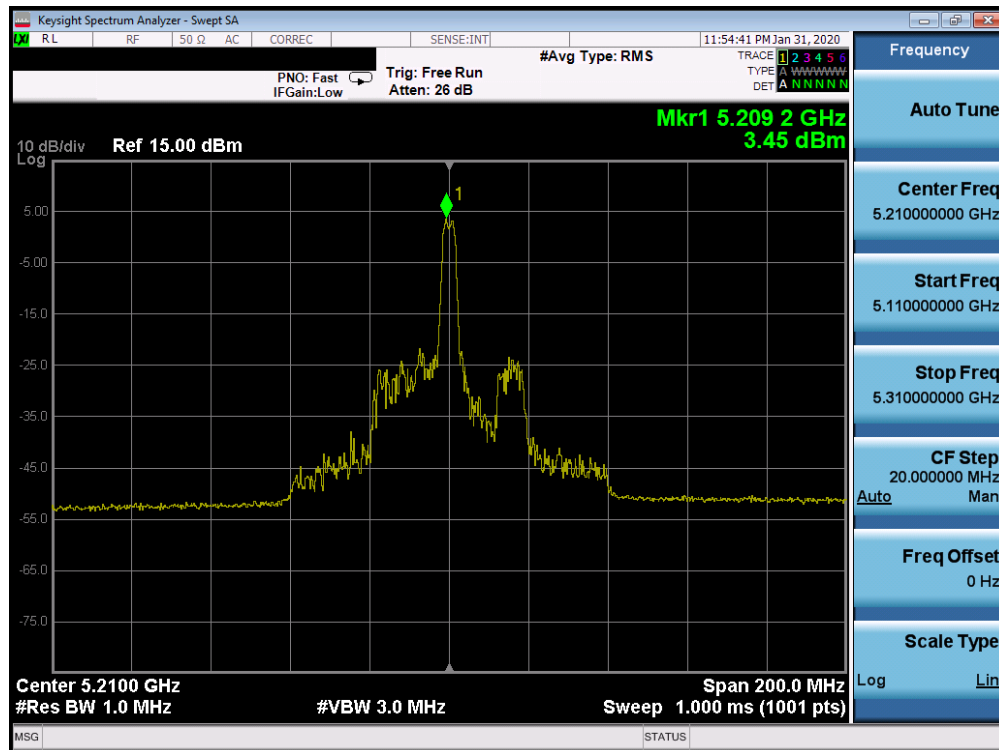 Keysight Spectrum Analyzer - Swept SA
LXI RL RF 50 Ω AC CORREC SENSE:INT 11:54:41 PM Jan 31, 2020
#Avg Type: RMS
TRACE 1 2 3 4 5 6
TYPE A WWWWWW
DET A N N N N N
PNO: Fast Trig: Free Run
IFGain:Low Atten: 26 dB
Mkr1 5.209 2 GHz
3.45 dBm
10 dB/div Ref 15.00 dBm
Log
1
5.00
-5.00
-15.0
-25.0
-35.0
-45.0
-55.0
-65.0
-75.0
Center 5.2100 GHz Span 200.0 MHz
#Res BW 1.0 MHz #VBW 3.0 MHz Sweep 1.000 ms (1001 pts)
MSG STATUS
Frequency
Auto Tune
Center Freq
5.210000000 GHz
Start Freq
5.110000000 GHz
Stop Freq
5.310000000 GHz
CF Step
20.000000 MHz
Auto Man
Freq Offset
0 Hz
Scale Type
Log Lin